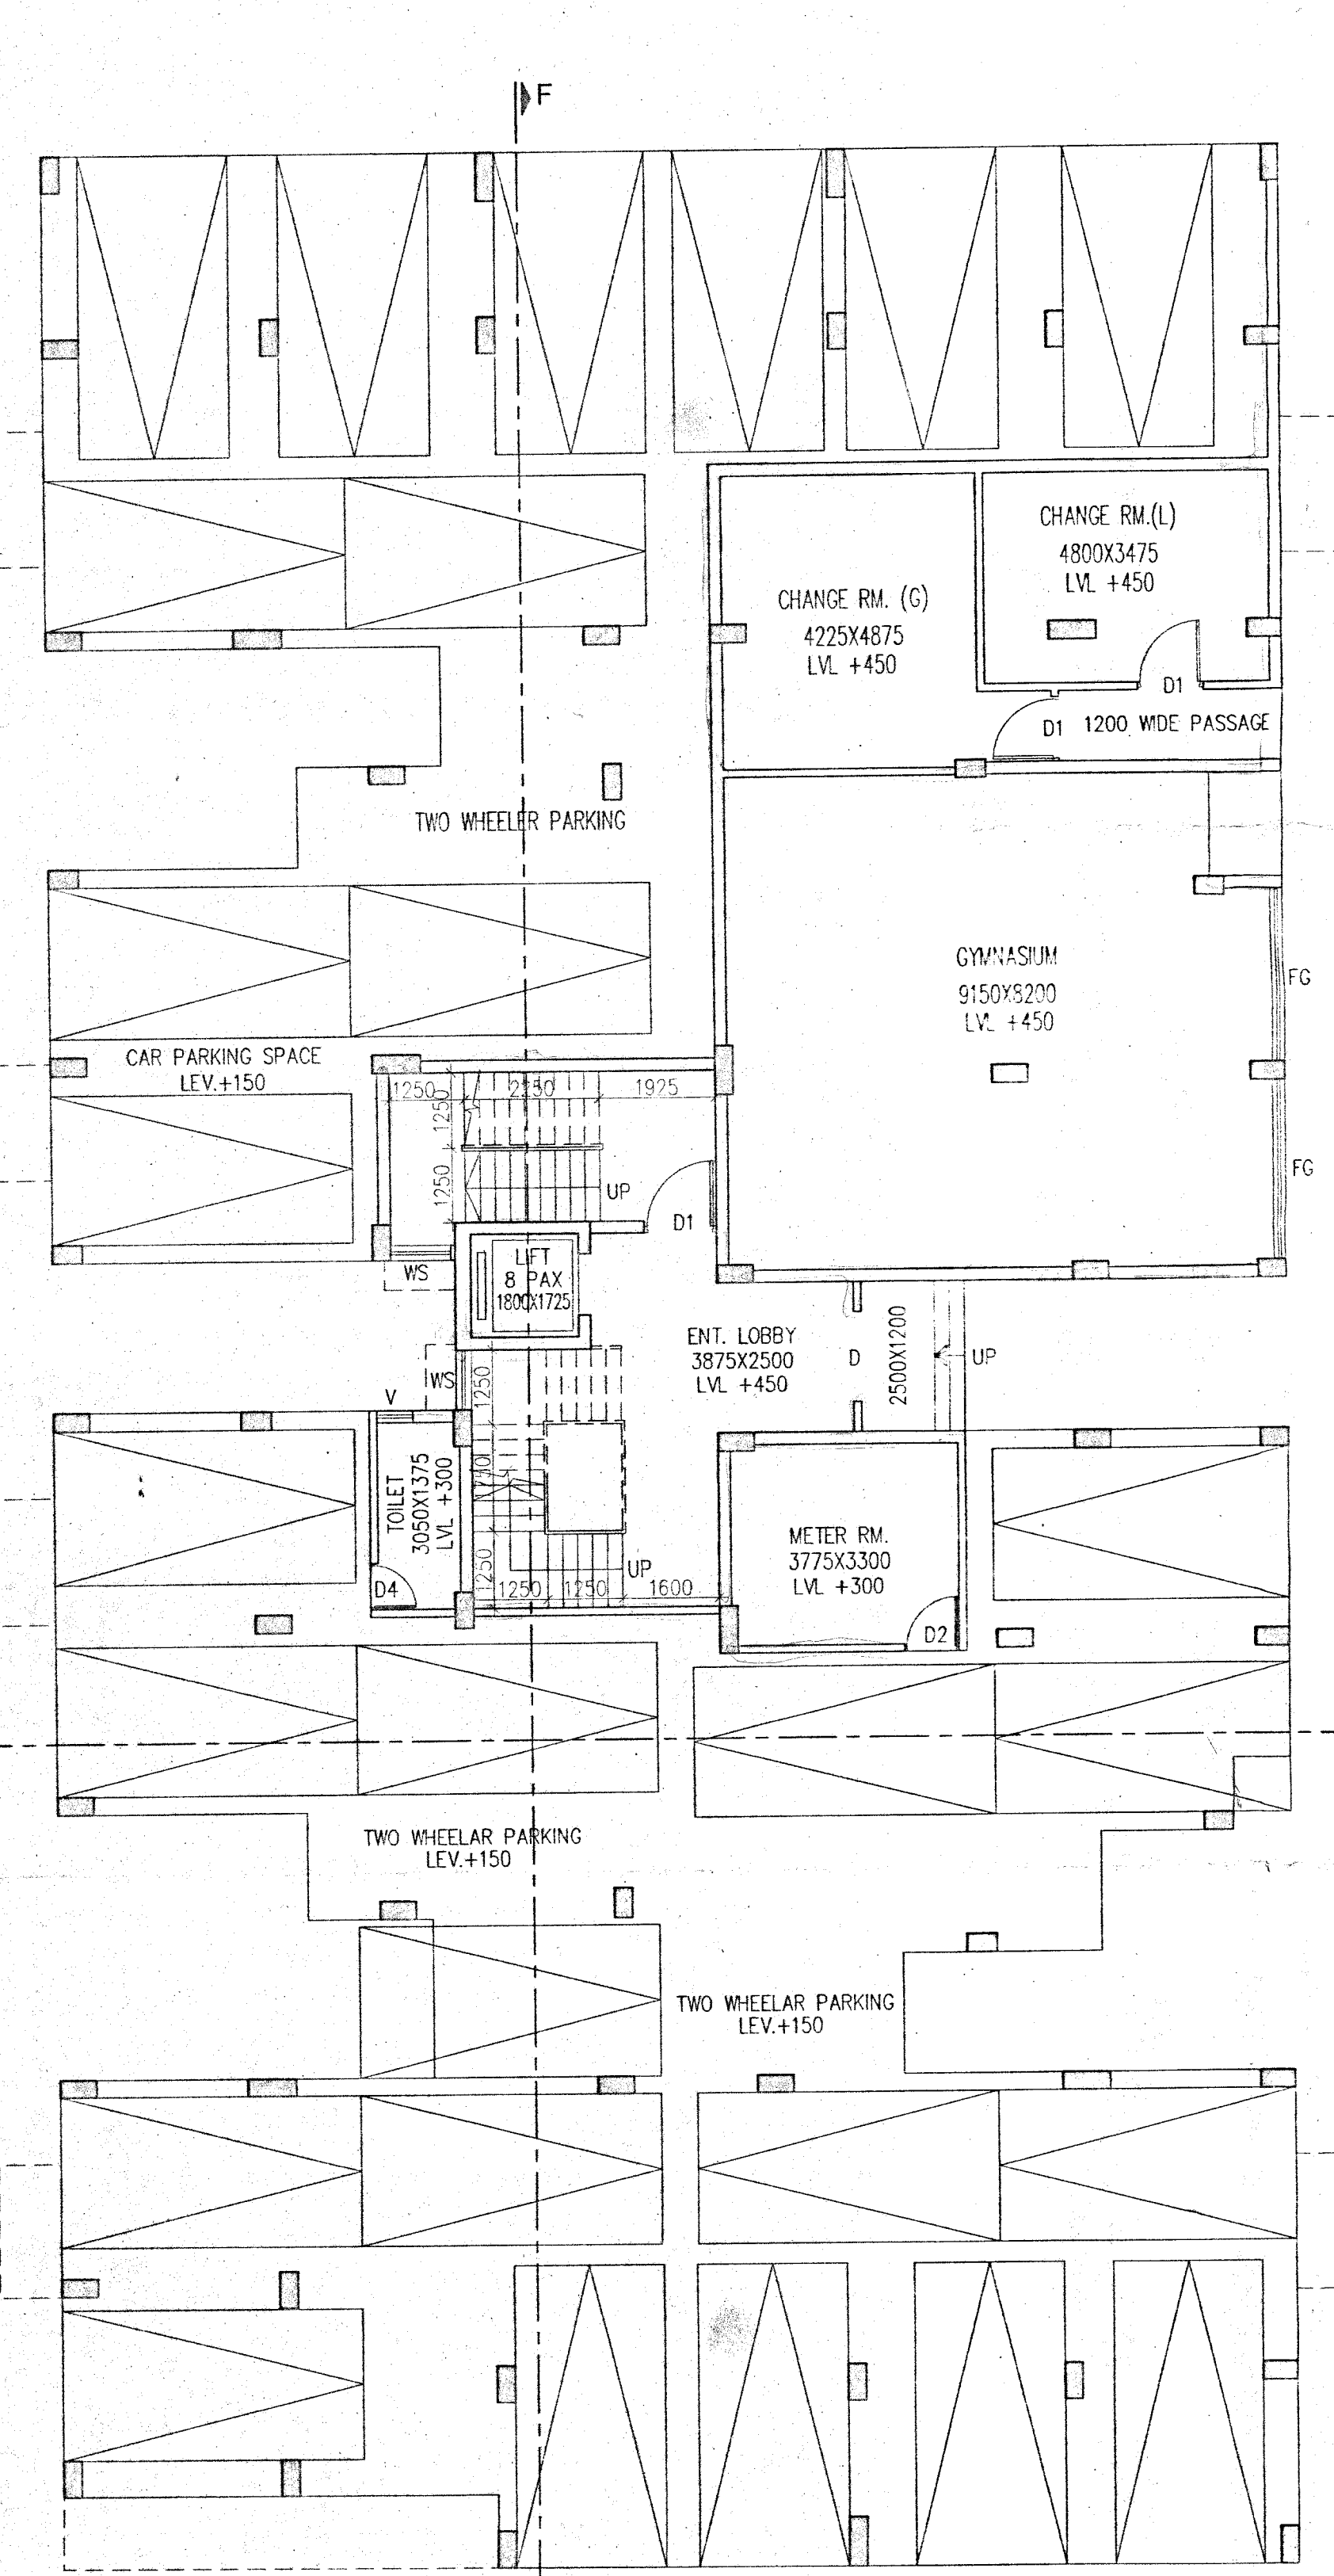 F
CHANGE RM.(L)
4800X3475
LVL +450
CHANGE RM. (G)
4225X4875
LVL +450
D1
D1 1200 WIDE PASSAGE
TWO WHEELER PARKING
GYMNASIUM
9150X8200
LVL +450
FG
CAR PARKING SPACE
LEV.+150
1250
2250
1925
1250
1250
UP
FG
D1
LIFT
8 PAX
1800X1725
WS
ENT. LOBBY
3875X2500
LVL +450
D
2500X1200
UP
WS
V
1250
TOILET
3050X1375
LVL +300
1750
METER RM.
3775X3300
LVL +300
UP
1250
D4
1250
1250
1600
D2
TWO WHEELAR PARKING
LEV.+150
TWO WHEELAR PARKING
LEV.+150